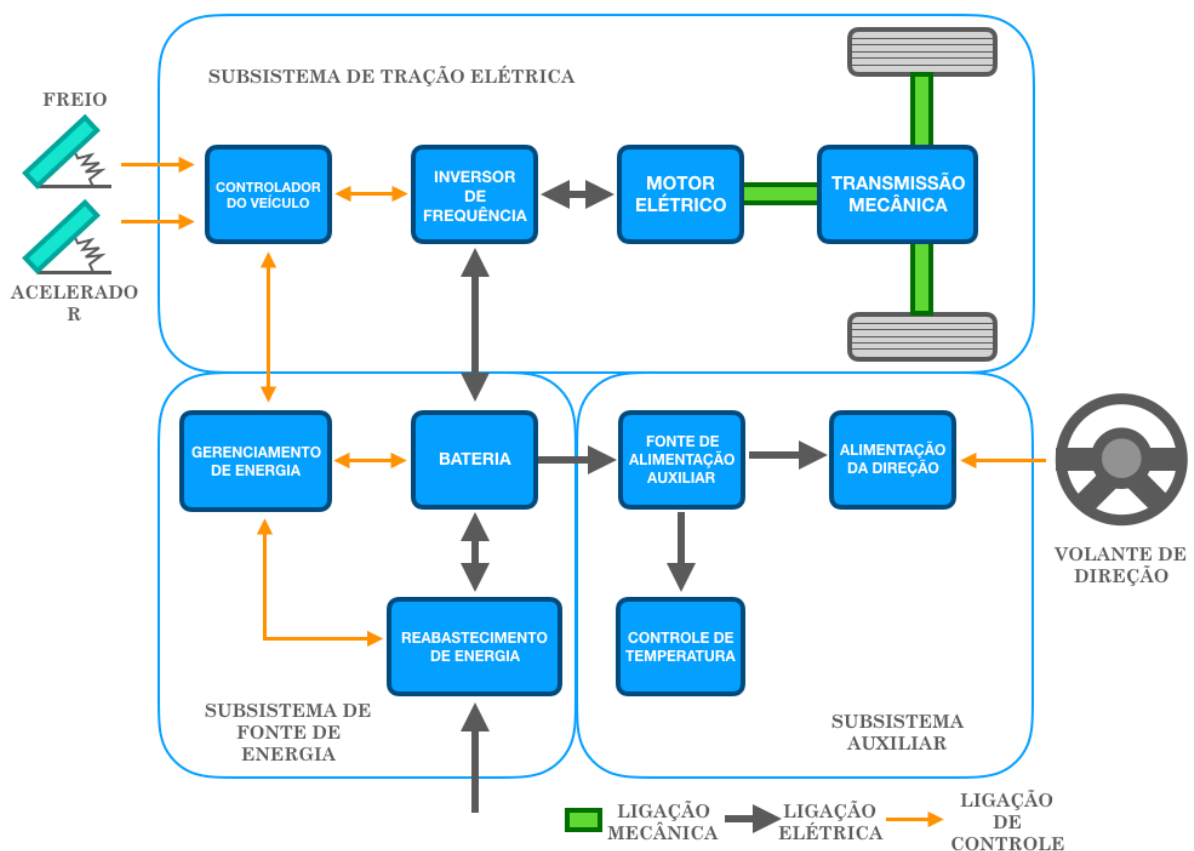 SUBSISTEMA DE TRAÇÃO ELÉTRICA
FREIO
CONTROLADOR
DO VEÍCULO
INVERSOR
DE
FREQUÊNCIA
MOTOR
ELÉTRICO
TRANSMISSÃO
MECÂNICA
ACELERADO
R
GERENCIAMENTO
DE ENERGIA
BATERIA
FONTE DE
ALIMENTAÇÃO
AUXILIAR
ALIMENTAÇÃO
DA DIREÇÃO
VOLANTE DE
DIREÇÃO
REABASTECIMENTO
DE ENERGIA
CONTROLE DE
TEMPERATURA
SUBSISTEMA DE
FONTE DE
ENERGIA
SUBSISTEMA
AUXILIAR
LIGAÇÃO
MECÂNICA
LIGAÇÃO
ELÉTRICA
LIGAÇÃO
DE
CONTROLE